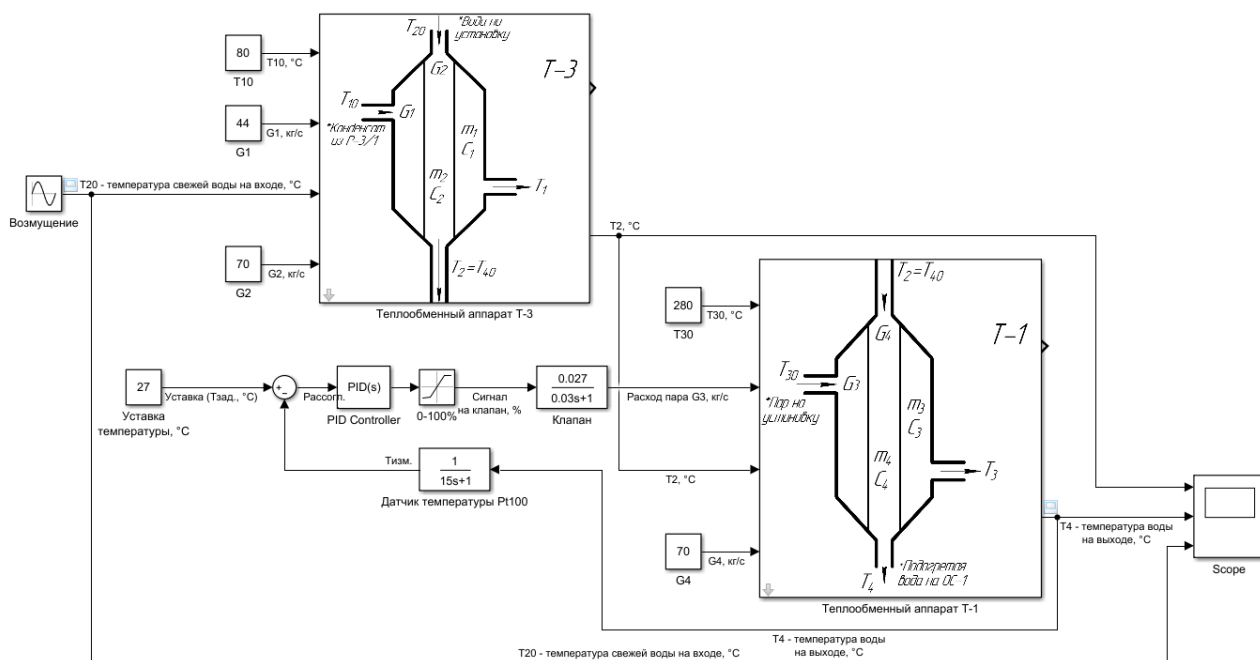 80
T10, °C
T10
44
G1, кг/с
G1
T20 - температура свежей воды на входе, °C
Возмущение
70
G2, кг/с
G2
T20
G2
Т-3
T10
G1
*Конденсат
из Р-3/1
m1
C1
m2
C2
T1
T2=T40
Теплообменный аппарат Т-3
T2, °C
280
T30, °C
T30
T2=T40
G4
Т-1
T30
G3
*Пар на
m3
C3
m4
C4
T3
T4
*Подогретая
вода на ОС-1
Теплообменный аппарат Т-1
27
Уставка (Tзад., °C)
Уставка
температуры, °C
+
−
Рассогл.
PID(s)
PID Controller
0-100%
Сигнал
на клапан, %
0.027
0.03s+1
Клапан
Расход пара G3, кг/с
Tизм.
1
15s+1
Датчик температуры Pt100
T2, °C
70
G4, кг/с
G4
T4 - температура воды
на выходе, °C
Scope
T4 - температура воды
на выходе, °C
T20 - температура свежей воды на входе, °C